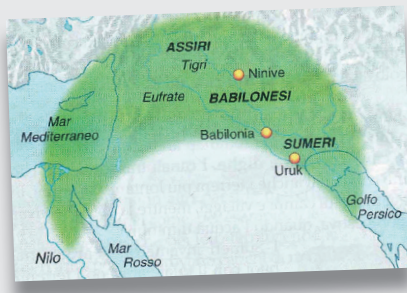 ASSIRI
Tigri
Ninive
Eufrate
BABILONESI
Mar
Mediterraneo
Babilonia
SUMERI
Uruk
Golfo
Persico
Nilo
Mar
Rosso